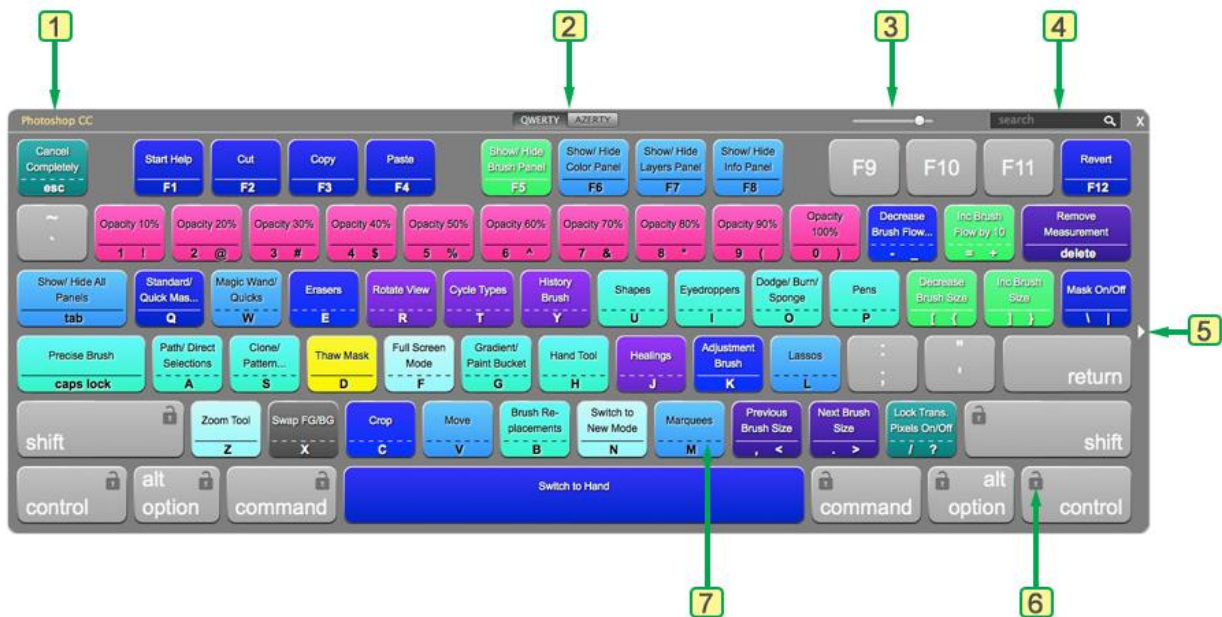 1 2 3 4
Photoshop CC QWERTY AZERTY search X
Cancel Completely esc
Start Help F1
Cut F2
Copy F3
Paste F4
Show/ Hide Brush Panel F5
Show/ Hide Color Panel F6
Show/ Hide Layers Panel F7
Show/ Hide Info Panel F8
F9
F10
F11
Revert F12
~ `
Opacity 10% 1 !
Opacity 20% 2 @
Opacity 30% 3 #
Opacity 40% 4 $
Opacity 50% 5 %
Opacity 60% 6 ^
Opacity 70% 7 &
Opacity 80% 8 *
Opacity 90% 9 (
Opacity 100% 0 )
Decrease Brush Flow... - _
Inc Brush Flow by 10 = +
Remove Measurement delete
Show/ Hide All Panels tab
Standard/ Quick Mas... Q
Magic Wand/ Quicks W
Erasers E
Rotate View R
Cycle Types T
History Brush Y
Shapes U
Eyedroppers I
Dodge/ Burn/ Sponge O
Pens P
Decrease Brush Size [ {
Inc Brush Size ] }
Mask On/Off \ |
5
Precise Brush caps lock
Path/ Direct Selections A
Clone/ Pattern... S
Thaw Mask D
Full Screen Mode F
Gradient/ Paint Bucket G
Hand Tool H
Healings J
Adjustment Brush K
Lassos L
: ;
" '
return
shift
Zoom Tool Z
Swap FG/BG X
Crop C
Move V
Brush Re-placements B
Switch to New Mode N
Marquees M
Previous Brush Size , <
Next Brush Size . >
Lock Trans. Pixels On/Off / ?
shift
control
alt option
command
Switch to Hand
command
alt option
control
7 6